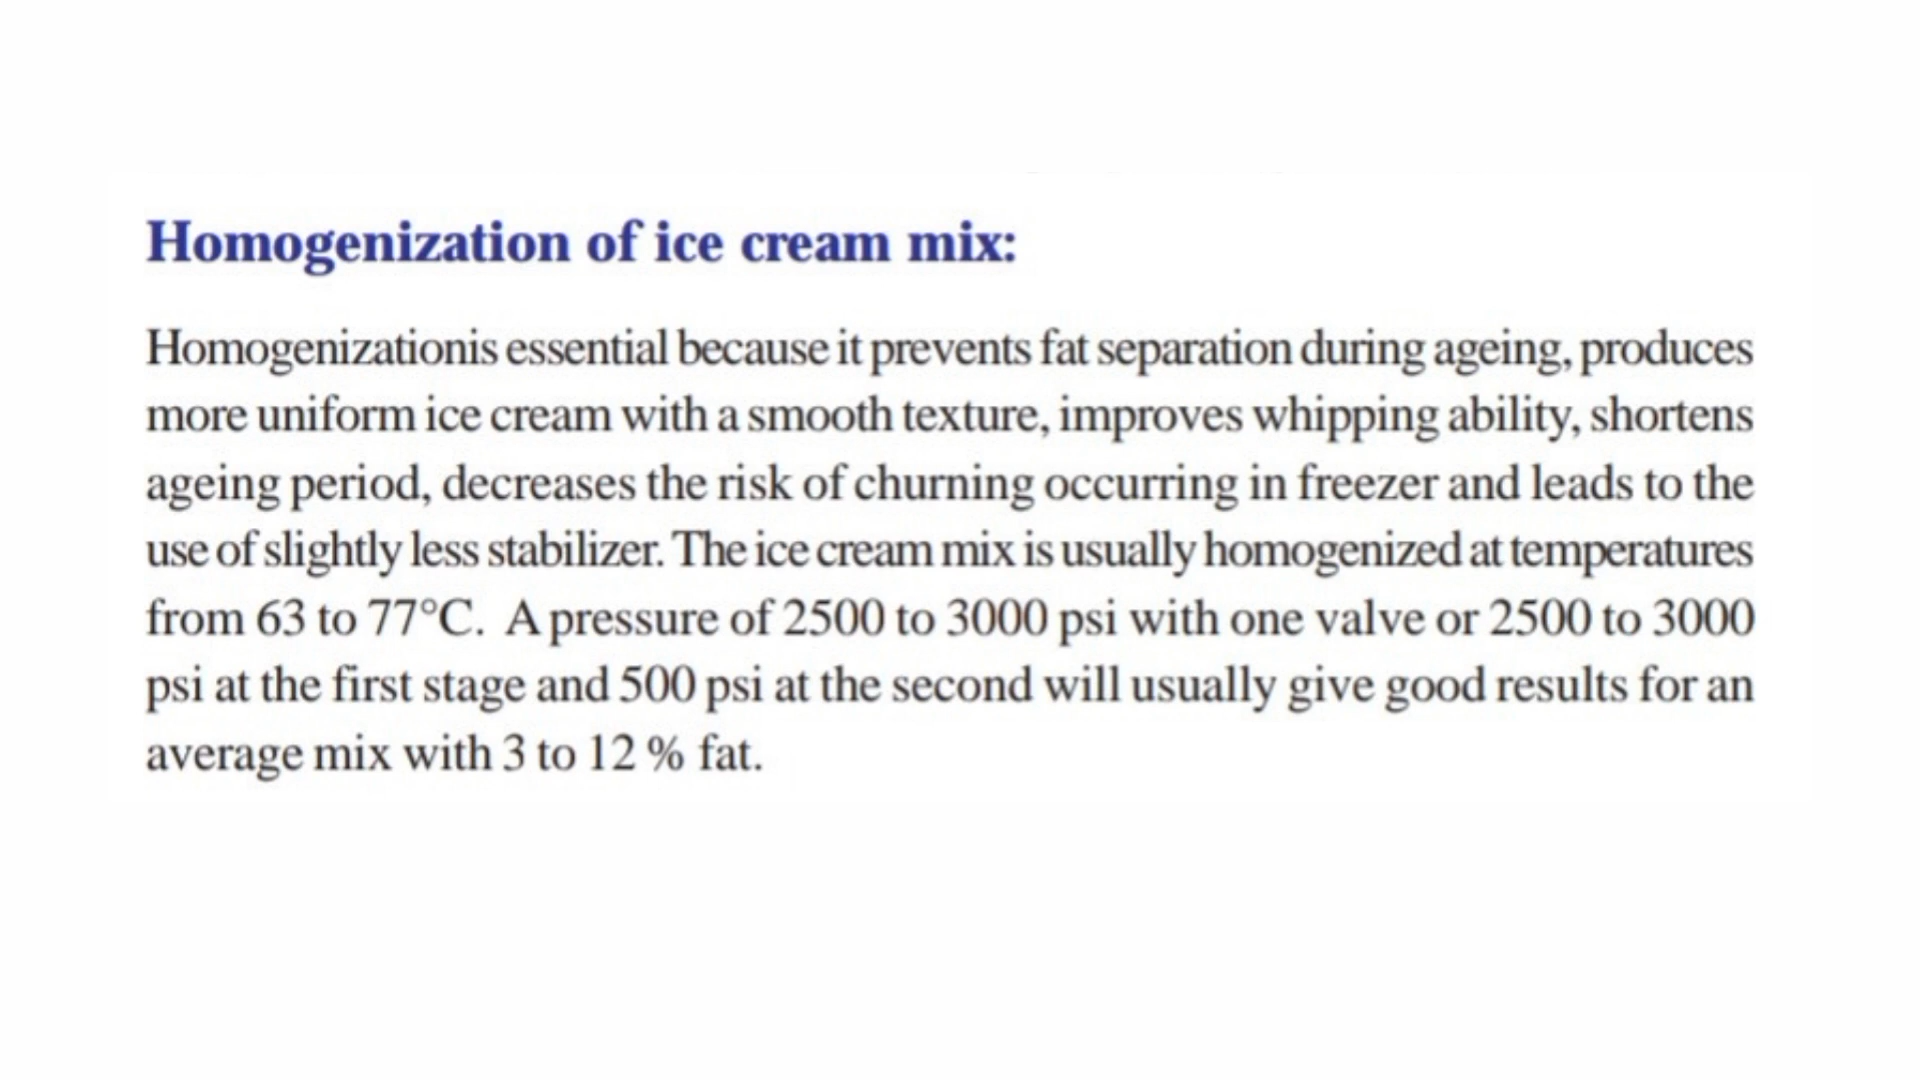 Homogenization of ice cream mix:
Homogenizationis essential because it prevents fat separation during ageing, produces
more uniform ice cream with a smooth texture, improves whipping ability, shortens
ageing period, decreases the risk of churning occurring in freezer and leads to the
use of slightly less stabilizer. The ice cream mix is usually homogenized at temperatures
from 63 to 77°C. A pressure of 2500 to 3000 psi with one valve or 2500 to 3000
psi at the first stage and 500 psi at the second will usually give good results for an
average mix with 3 to 12 % fat.